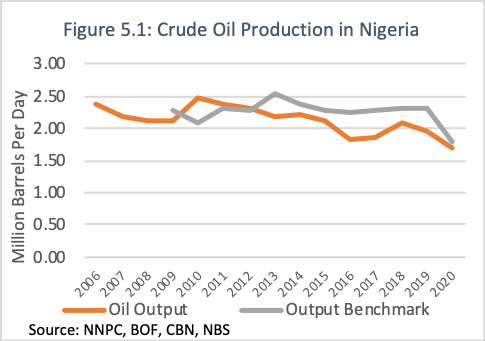 Figure 5.1: Crude Oil Production in Nigeria
Million Barrels Per Day
3.00
2.50
2.00
1.50
1.00
0.50
0.00
2006 2007 2008 2009 2010 2011 2012 2013 2014 2015 2016 2017 2018 2019 2020
Oil Output Output Benchmark
Source: NNPC, BOF, CBN, NBS